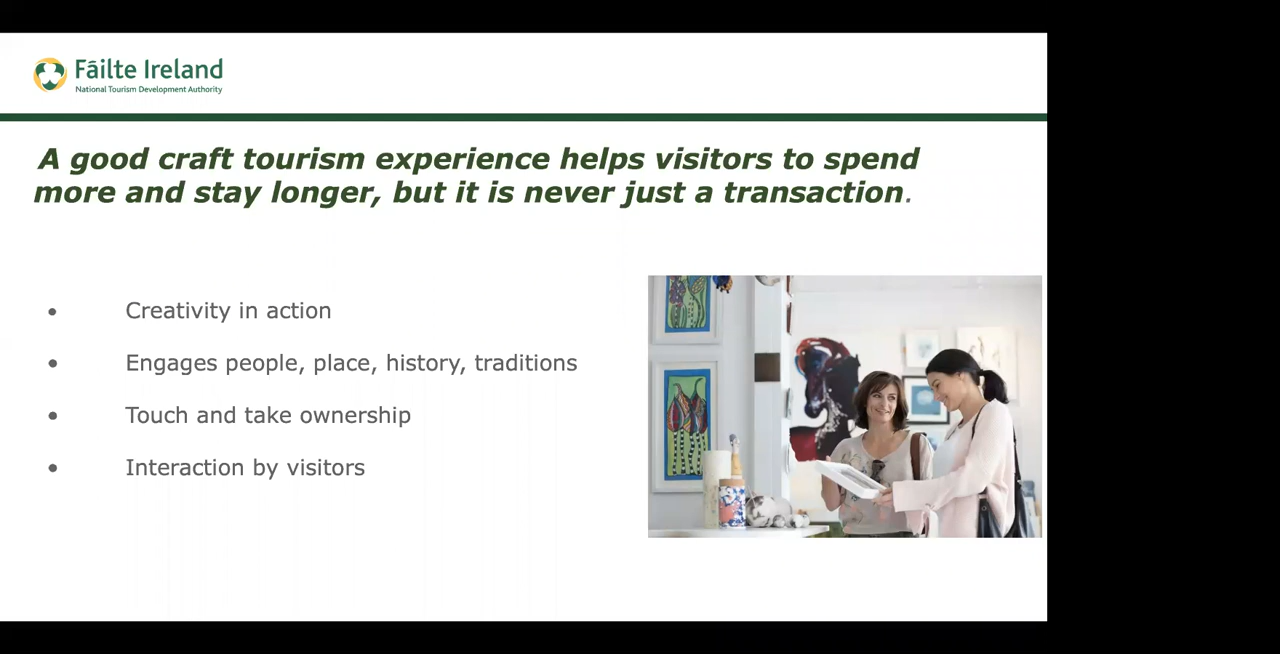 Fáilte Ireland
National Tourism Development Authority
A good craft tourism experience helps visitors to spend
more and stay longer, but it is never just a transaction.
• Creativity in action
• Engages people, place, history, traditions
• Touch and take ownership
• Interaction by visitors